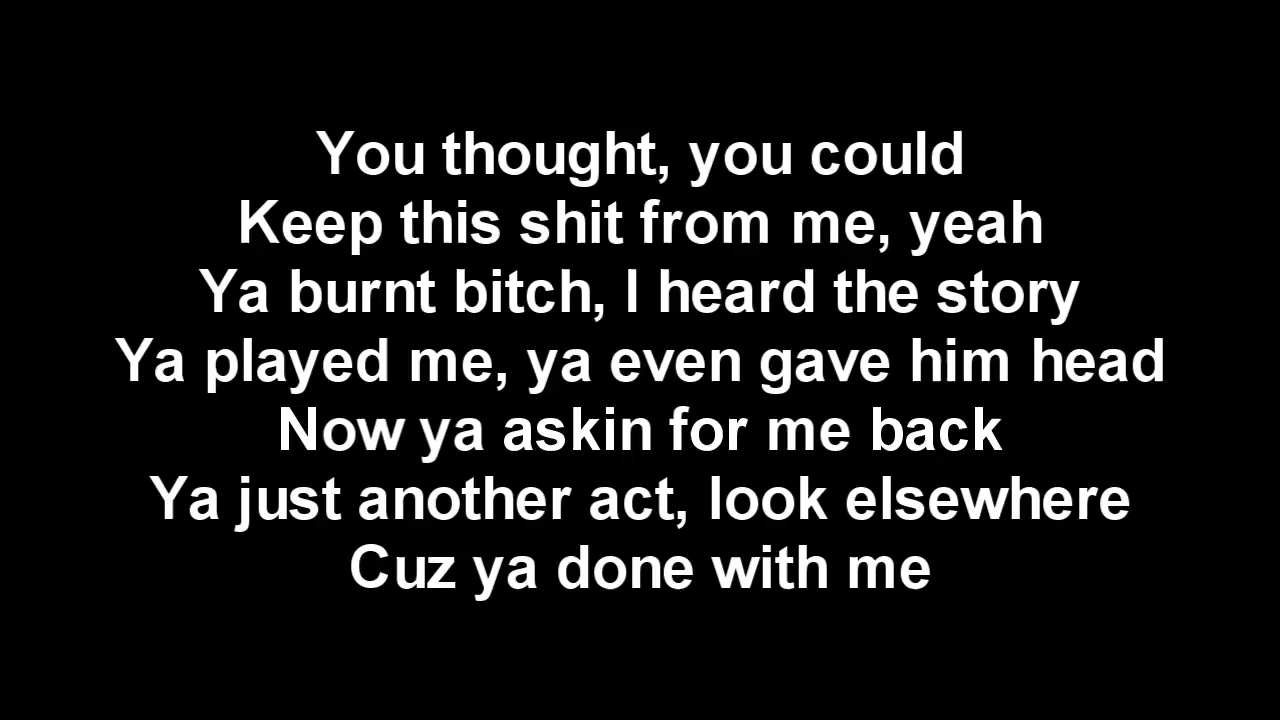 You thought, you could
Keep this shit from me, yeah
Ya burnt bitch, I heard the story
Ya played me, ya even gave him head
Now ya askin for me back
Ya just another act, look elsewhere
Cuz ya done with me